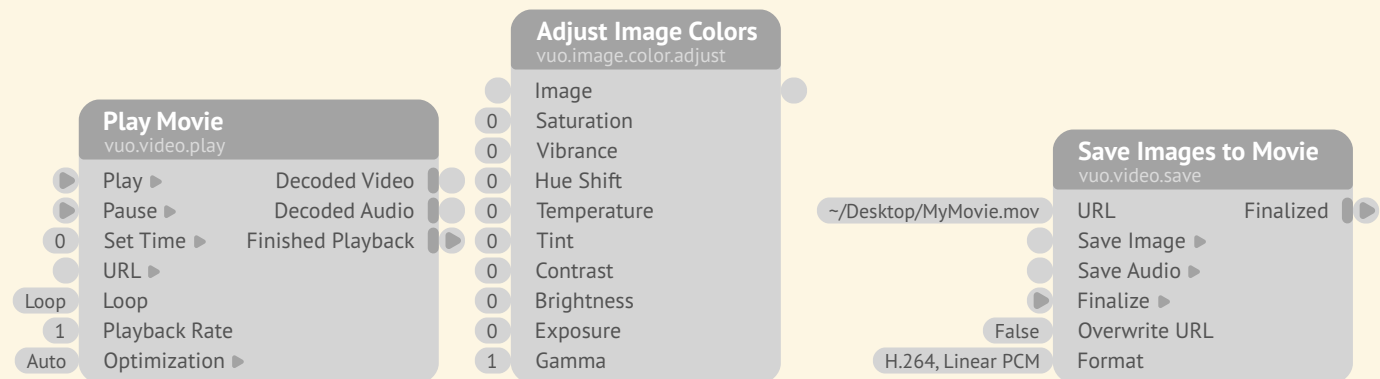 Play Movie
vuo.video.play
Play Decoded Video
Pause Decoded Audio
0 Set Time Finished Playback
URL
Loop Loop
1 Playback Rate
Auto Optimization
Adjust Image Colors
vuo.image.color.adjust
Image
0 Saturation
0 Vibrance
0 Hue Shift
0 Temperature
0 Tint
0 Contrast
0 Brightness
0 Exposure
1 Gamma
Save Images to Movie
vuo.video.save
~/Desktop/MyMovie.mov URL Finalized
Save Image
Save Audio
Finalize
False Overwrite URL
H.264, Linear PCM Format